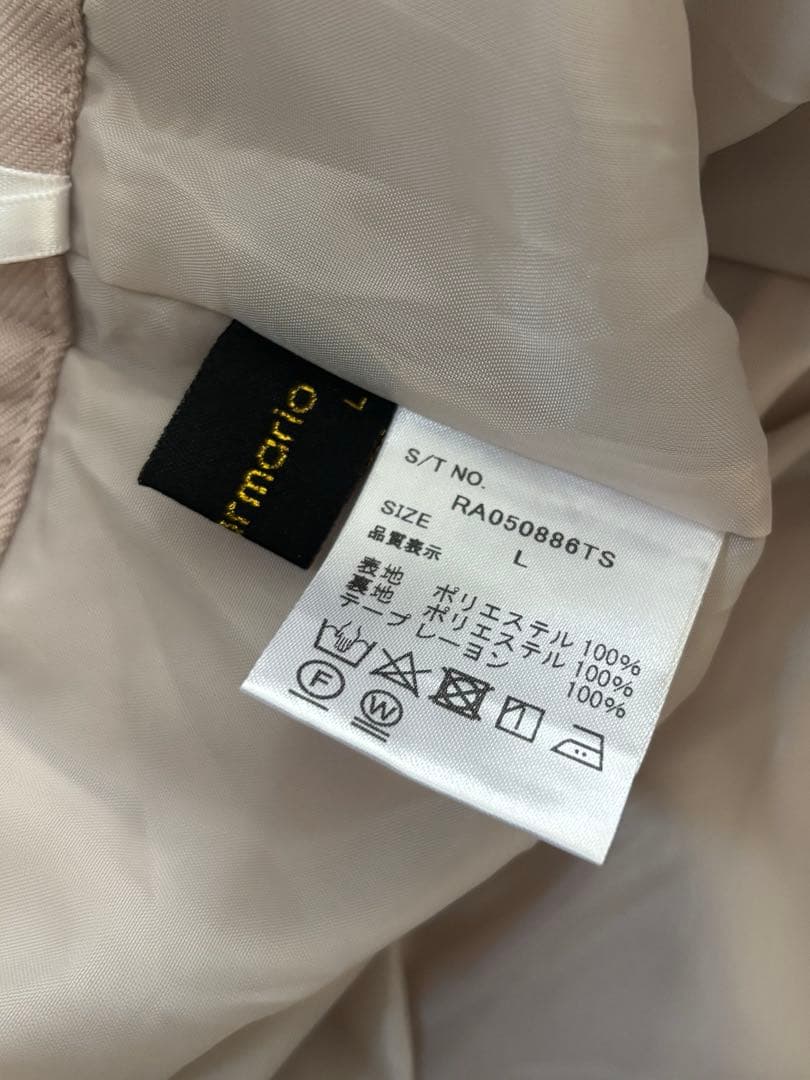 armario
L
S/T NO.
RA050886TS
SIZE L
品質表示
表地 ポリエステル 100%
裏地 ポリエステル 100%
テープ レーヨン 100%
F
W